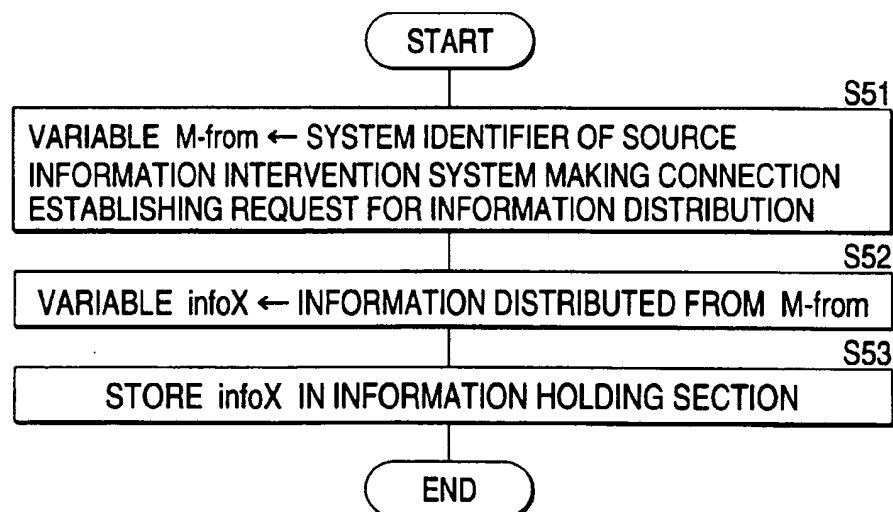 START
S51
VARIABLE M-from ← SYSTEM IDENTIFIER OF SOURCE
INFORMATION INTERVENTION SYSTEM MAKING CONNECTION
ESTABLISHING REQUEST FOR INFORMATION DISTRIBUTION
S52
VARIABLE infoX ← INFORMATION DISTRIBUTED FROM M-from
S53
STORE infoX IN INFORMATION HOLDING SECTION
END